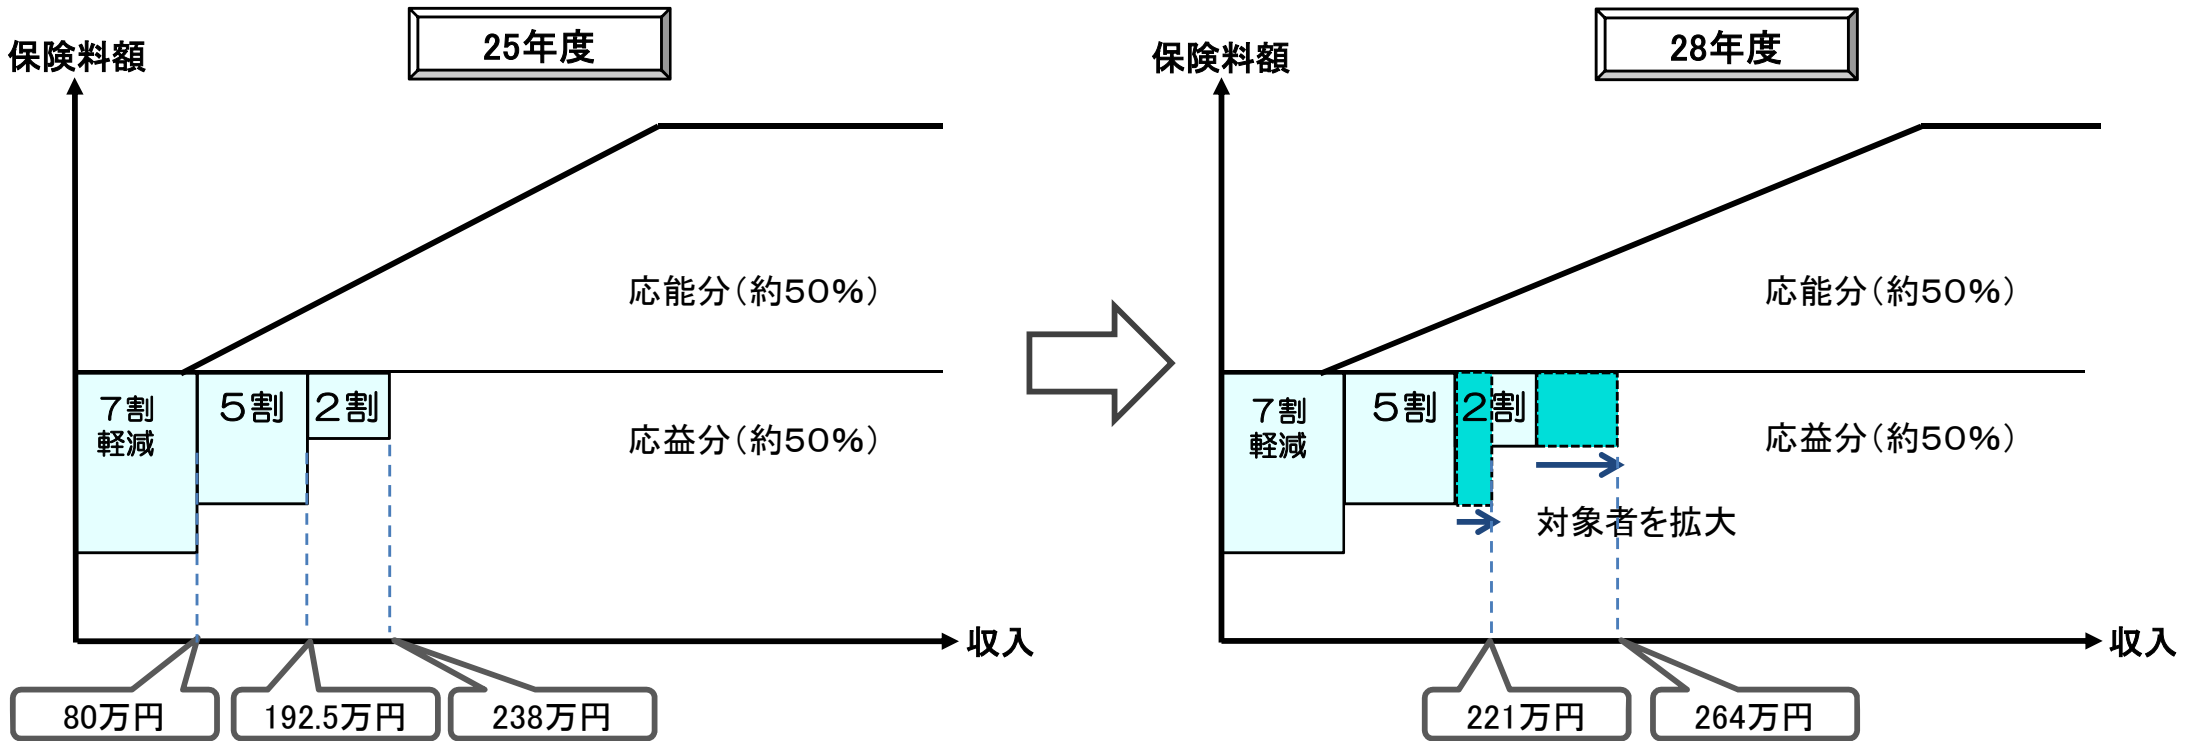 25年度
保険料額
応能分（約50%）
7割
軽減
5割
2割
応益分（約50%）
収入
80万円
192.5万円
238万円
28年度
保険料額
応能分（約50%）
7割
軽減
5割
2割
応益分（約50%）
対象者を拡大
収入
221万円
264万円